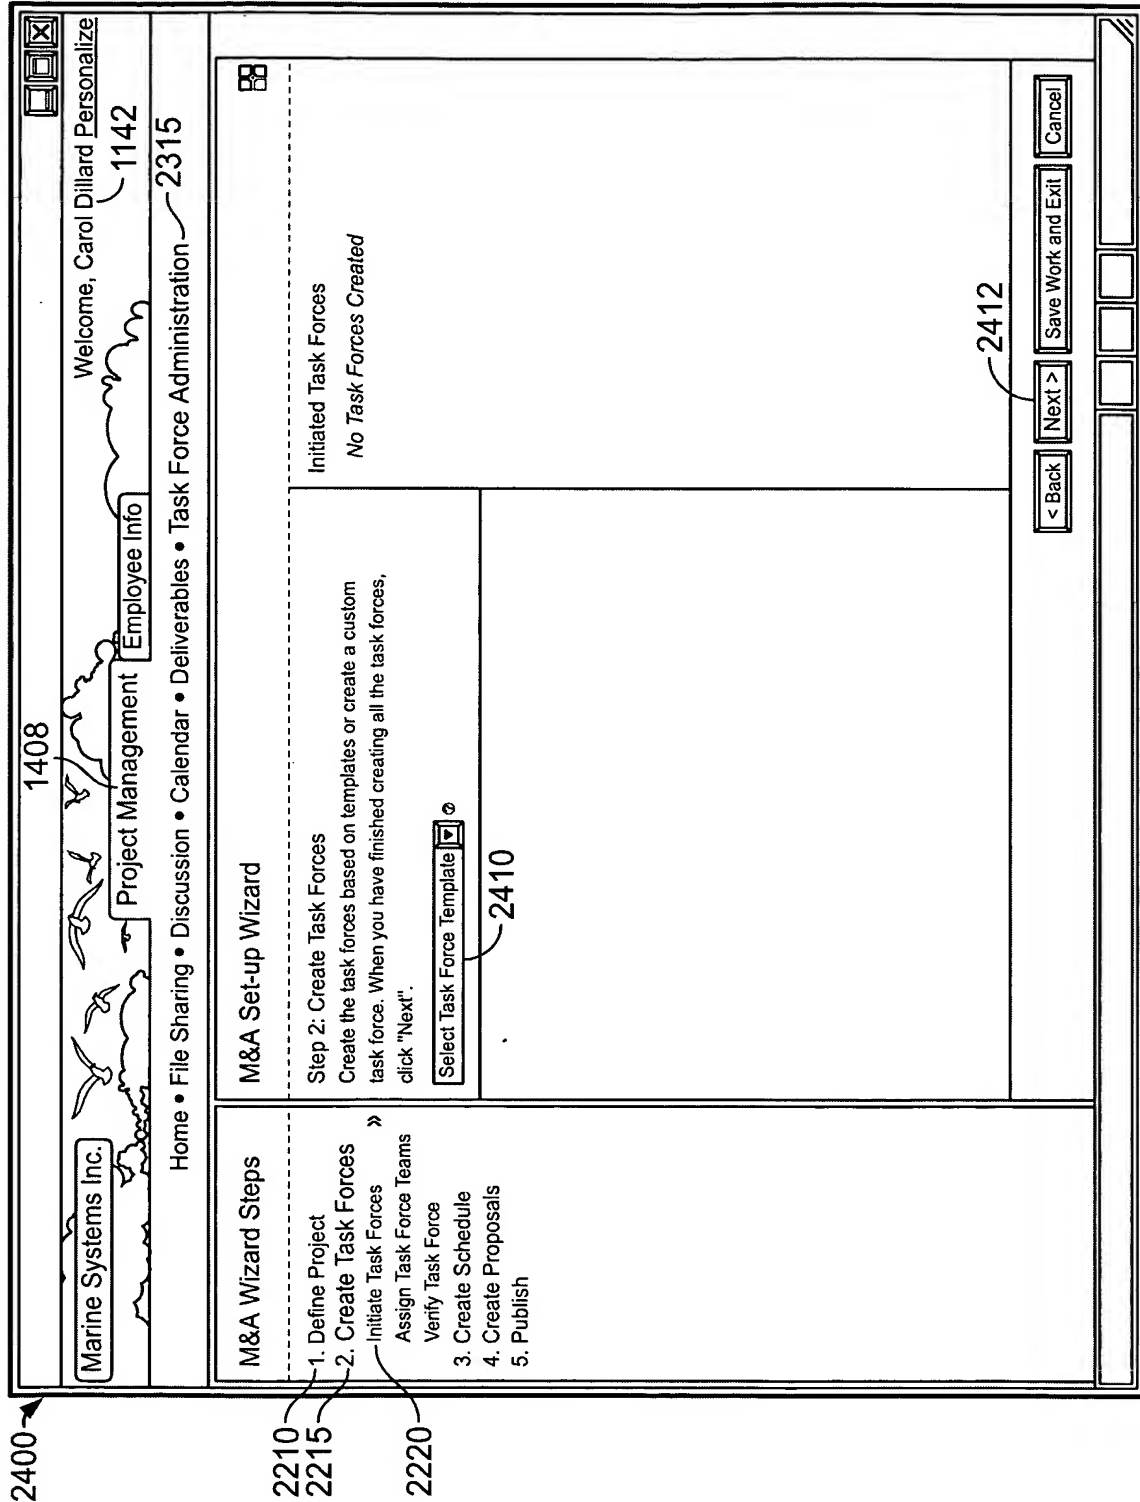 2400
1408
Welcome, Carol Dillard Personalize
1142
Marine Systems Inc.
Project Management
Employee Info
Home • File Sharing • Discussion • Calendar • Deliverables • Task Force Administration
2315
M&A Wizard Steps
2210
1. Define Project
2215
2. Create Task Forces
Initiate Task Forces »
2220
Assign Task Force Teams
Verify Task Force
3. Create Schedule
4. Create Proposals
5. Publish
M&A Set-up Wizard
Step 2: Create Task Forces
Create the task forces based on templates or create a custom
task force. When you have finished creating all the task forces,
click "Next".
Select Task Force Template
2410
Initiated Task Forces
No Task Forces Created
2412
< Back
Next >
Save Work and Exit
Cancel